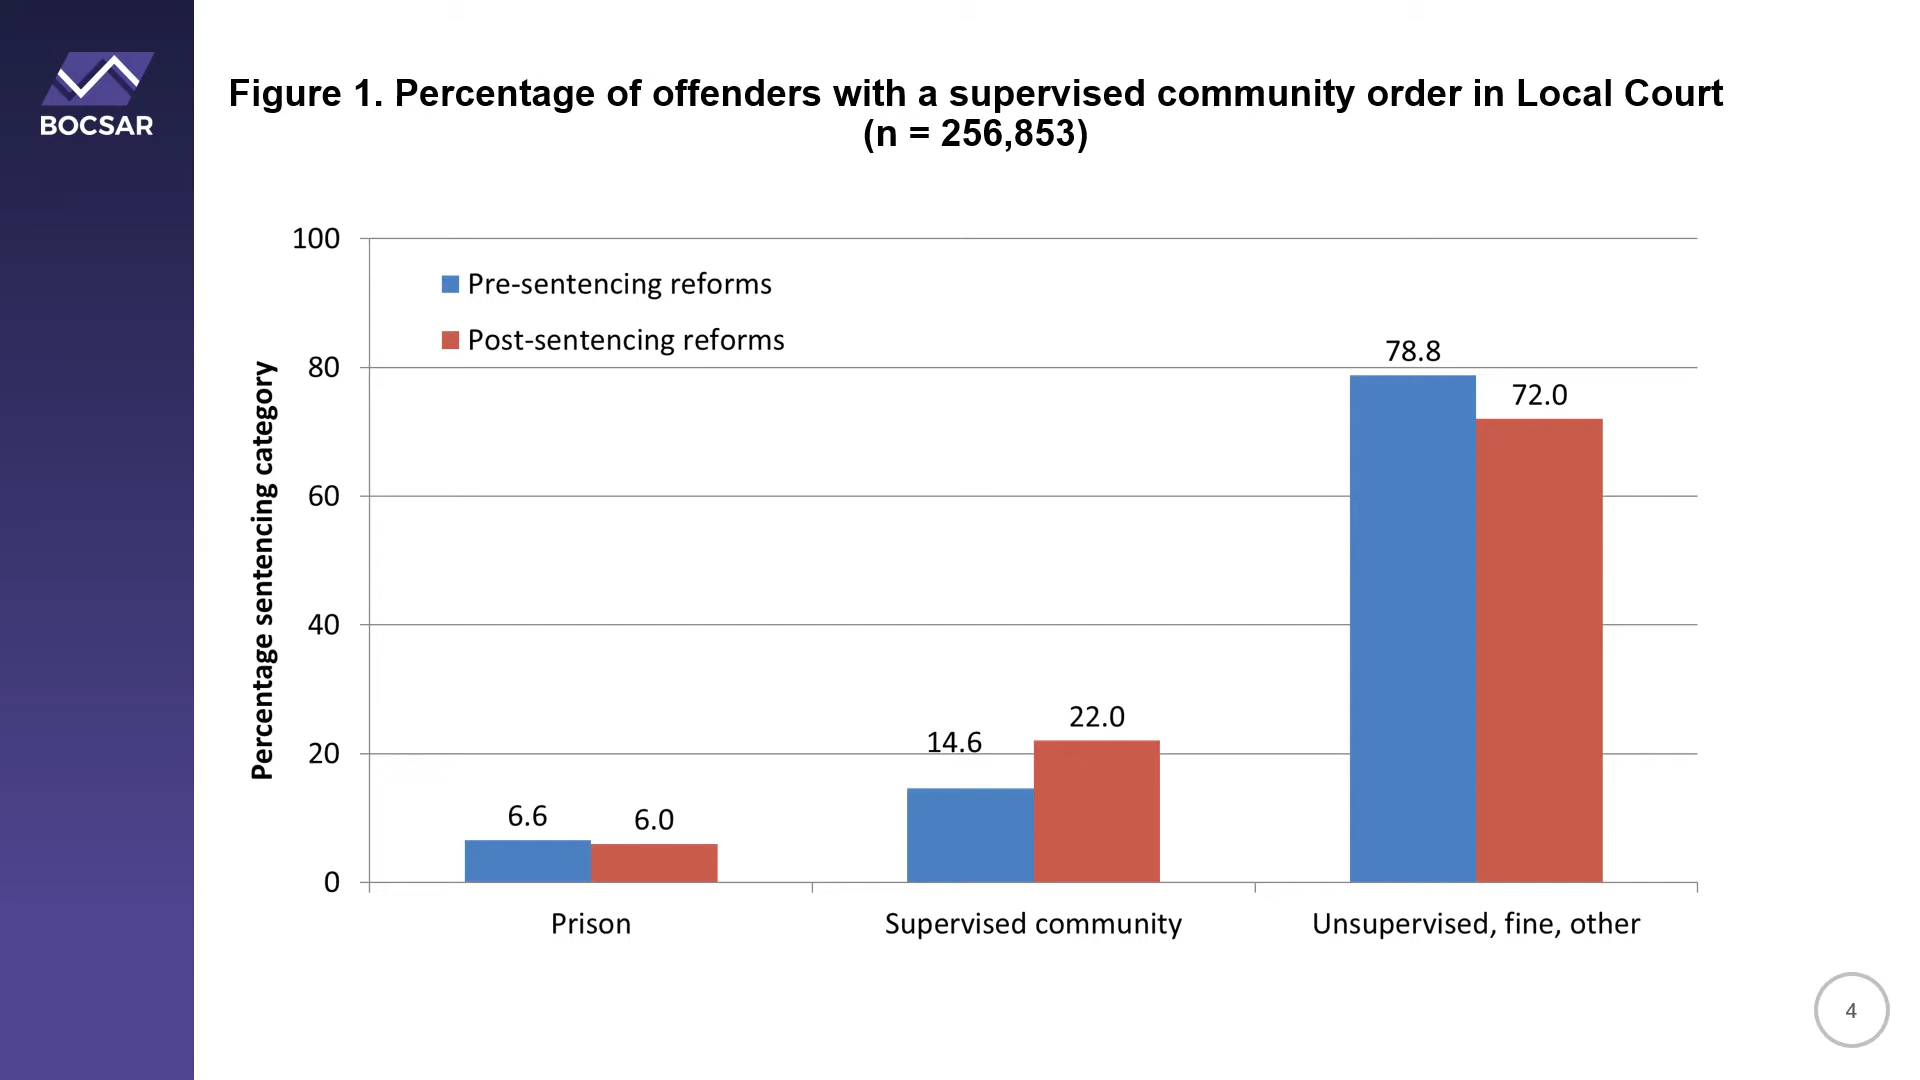 BOCSAR
Figure 1. Percentage of offenders with a supervised community order in Local Court
(n = 256,853)
Percentage sentencing category
100
80
60
40
20
0
Pre-sentencing reforms
Post-sentencing reforms
6.6
6.0
14.6
22.0
78.8
72.0
Prison
Supervised community
Unsupervised, fine, other
4